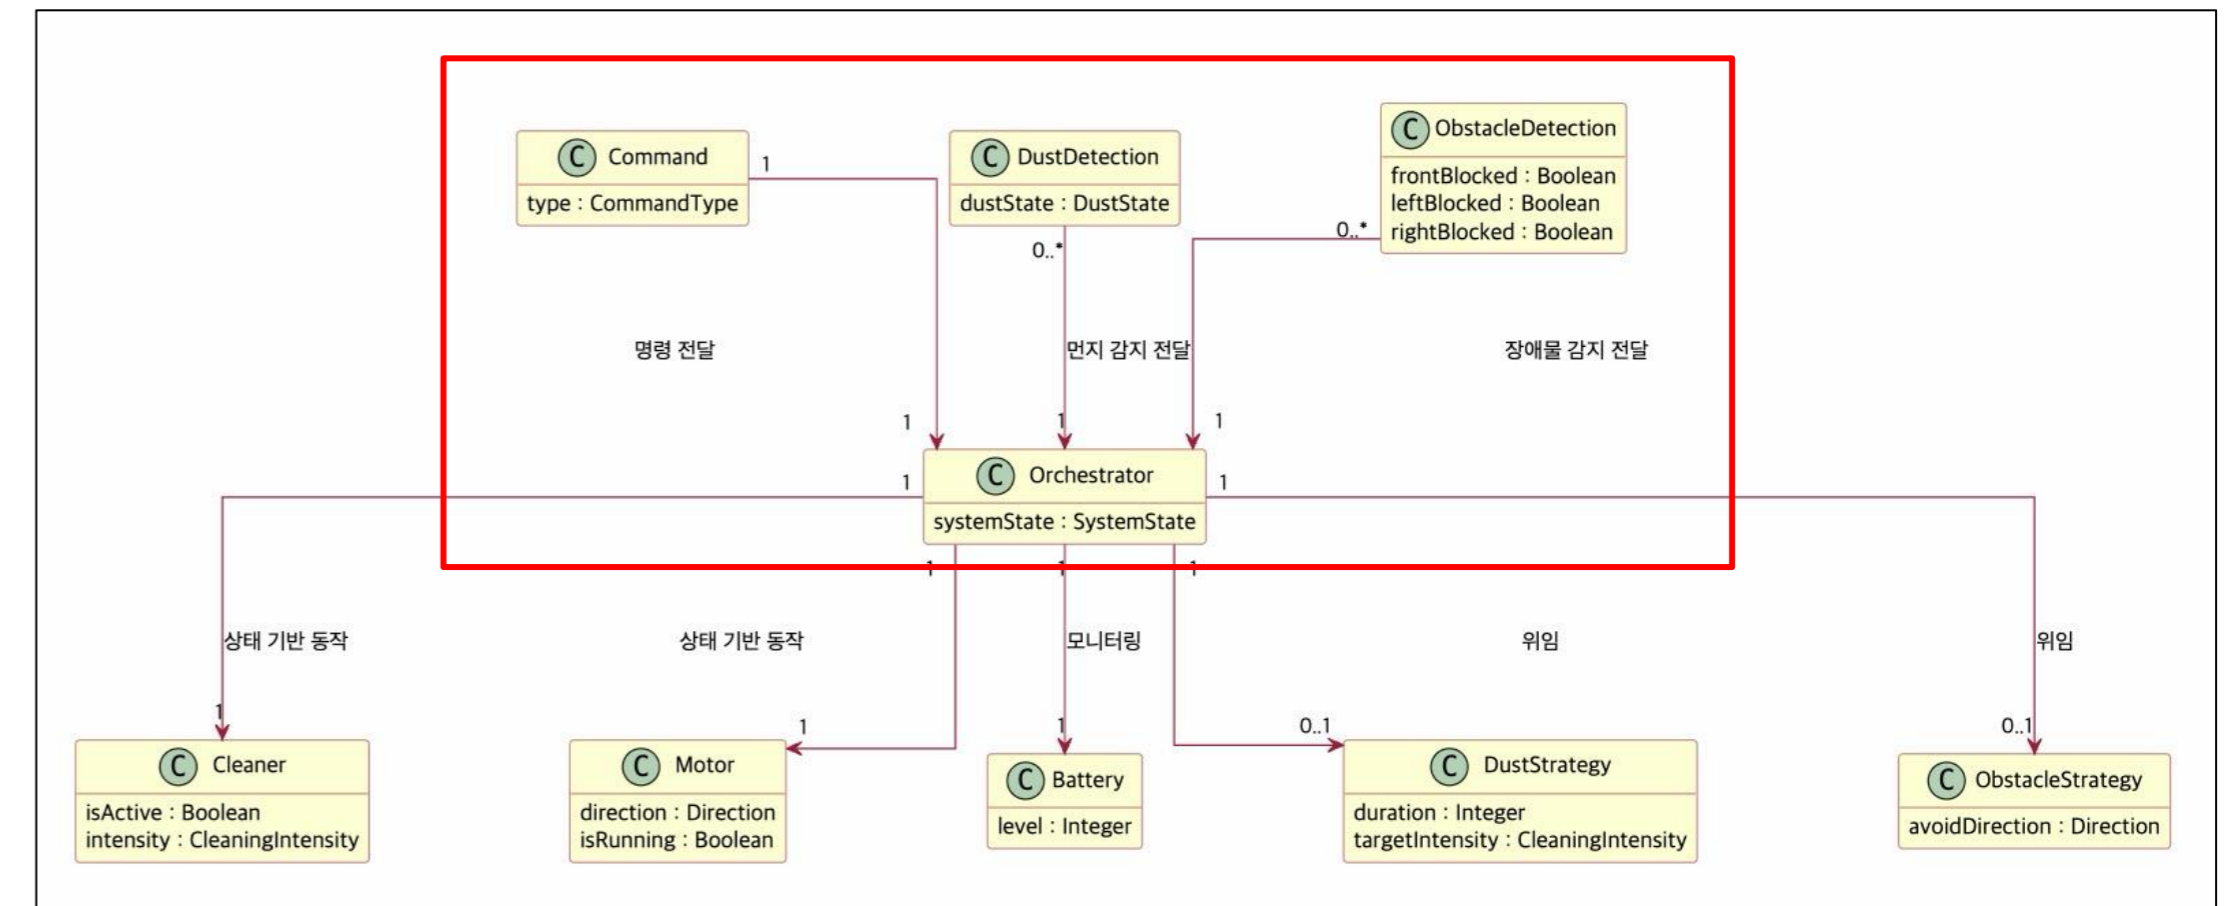 C Command
type : CommandType
1
C DustDetection
dustState : DustState
0..*
C ObstacleDetection
frontBlocked : Boolean
leftBlocked : Boolean
rightBlocked : Boolean
0..*
명령 전달
먼지 감지 전달
장애물 감지 전달
1
1
1
C Orchestrator
systemState : SystemState
1
1
1
1
1
상태 기반 동작
상태 기반 동작
모니터링
위임
위임
1
1
1
0..1
0..1
C Cleaner
isActive : Boolean
intensity : CleaningIntensity
C Motor
direction : Direction
isRunning : Boolean
C Battery
level : Integer
C DustStrategy
duration : Integer
targetIntensity : CleaningIntensity
C ObstacleStrategy
avoidDirection : Direction